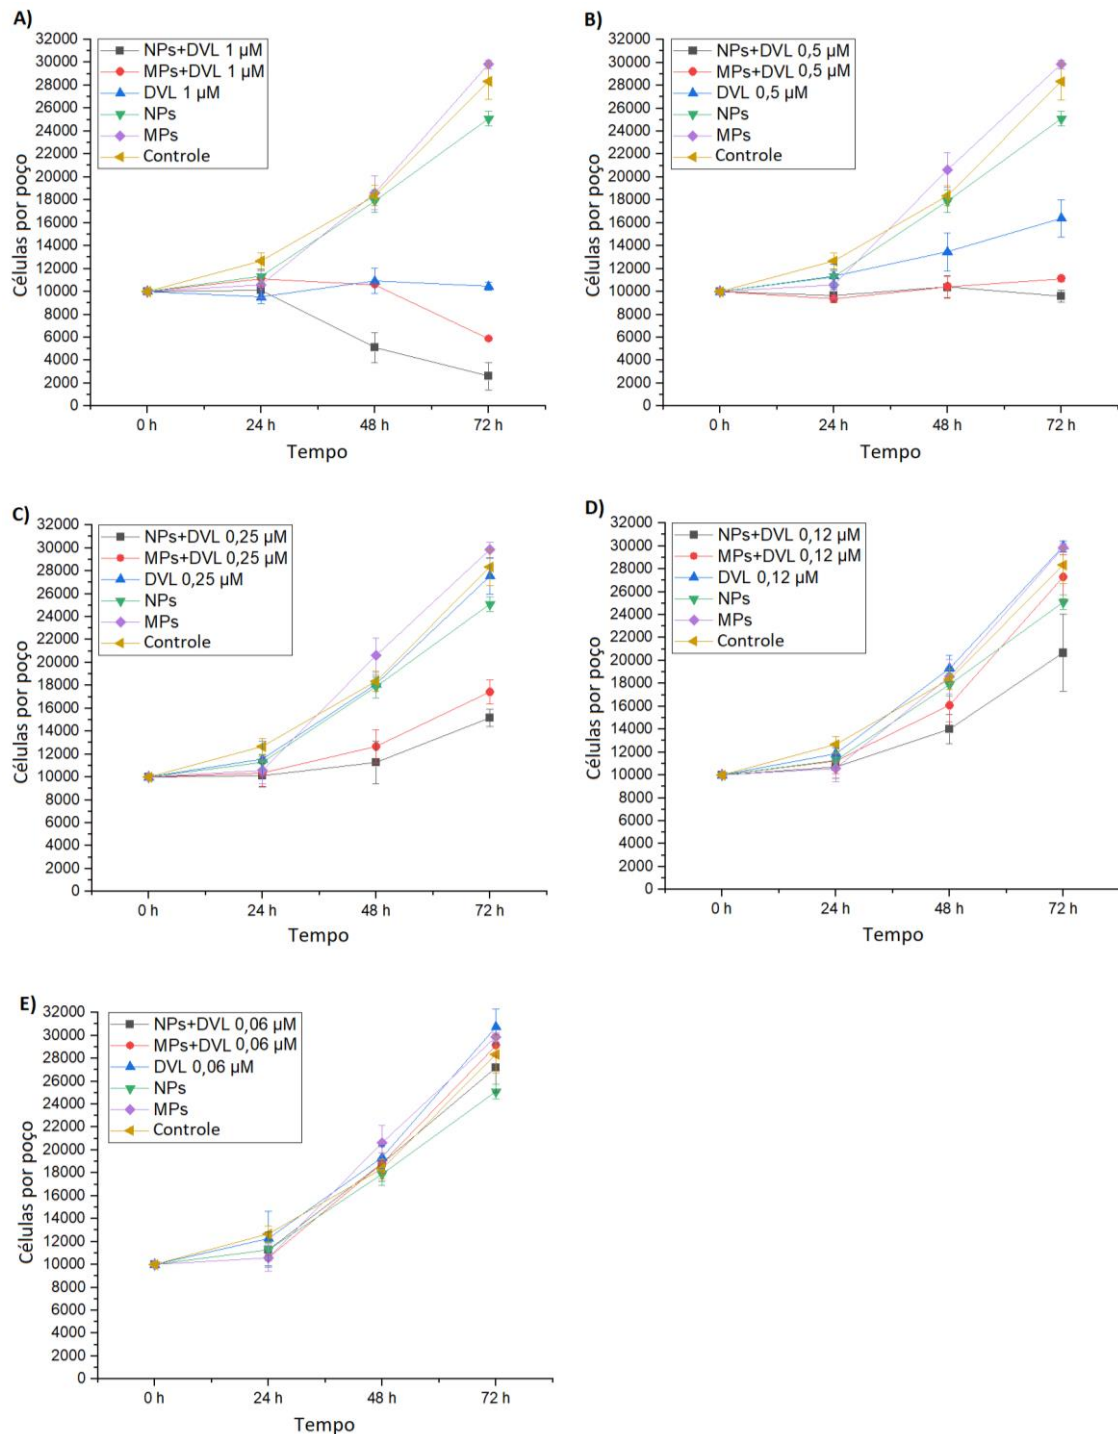 A)
32000
30000
28000
26000
24000
22000
20000
18000
16000
14000
12000
10000
8000
6000
4000
2000
0
Células por poço
NPs+DVL 1 µM
MPs+DVL 1 µM
DVL 1 µM
NPs
MPs
Controle
0 h 24 h 48 h 72 h
Tempo
B)
32000
30000
28000
26000
24000
22000
20000
18000
16000
14000
12000
10000
8000
6000
4000
2000
0
Células por poço
NPs+DVL 0,5 µM
MPs+DVL 0,5 µM
DVL 0,5 µM
NPs
MPs
Controle
0 h 24 h 48 h 72 h
Tempo
C)
32000
30000
28000
26000
24000
22000
20000
18000
16000
14000
12000
10000
8000
6000
4000
2000
0
Células por poço
NPs+DVL 0,25 µM
MPs+DVL 0,25 µM
DVL 0,25 µM
NPs
MPs
Controle
0 h 24 h 48 h 72 h
Tempo
D)
32000
30000
28000
26000
24000
22000
20000
18000
16000
14000
12000
10000
8000
6000
4000
2000
0
Células por poço
NPs+DVL 0,12 µM
MPs+DVL 0,12 µM
DVL 0,12 µM
NPs
MPs
Controle
0 h 24 h 48 h 72 h
Tempo
E)
32000
30000
28000
26000
24000
22000
20000
18000
16000
14000
12000
10000
8000
6000
4000
2000
0
Células por poço
NPs+DVL 0,06 µM
MPs+DVL 0,06 µM
DVL 0,06 µM
NPs
MPs
Controle
0 h 24 h 48 h 72 h
Tempo